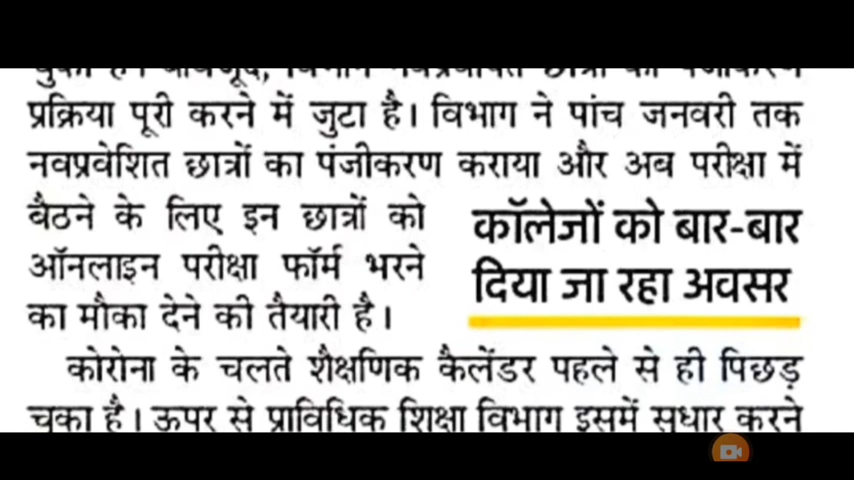 प्रक्रिया पूरी करने में जुटा है। विभाग ने पांच जनवरी तक
नवप्रवेशित छात्रों का पंजीकरण कराया और अब परीक्षा में
बैठने के लिए इन छात्रों को
ऑनलाइन परीक्षा फॉर्म भरने
का मौका देने की तैयारी है।
कॉलेजों को बार-बार
दिया जा रहा अवसर
कोरोना के चलते शैक्षणिक कैलेंडर पहले से ही पिछड़
चुका है। ऊपर से प्राविधिक शिक्षा विभाग इसमें सुधार करने